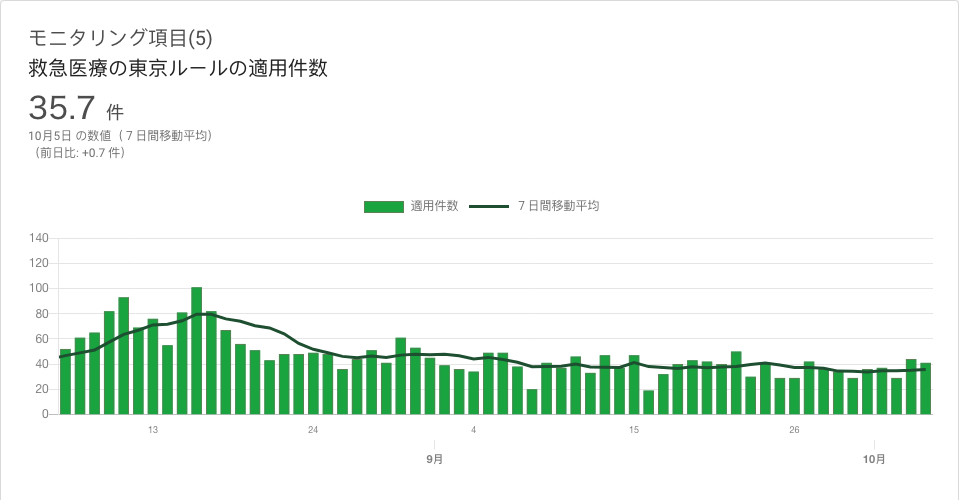 モニタリング項目(5)
救急医療の東京ルールの適用件数
35.7 件
10月5日 の数値（７日間移動平均）
（前日比: +0.7 件）
適用件数 ７日間移動平均
140
120
100
80
60
40
20
0
13 24 4 15 26
9月 10月